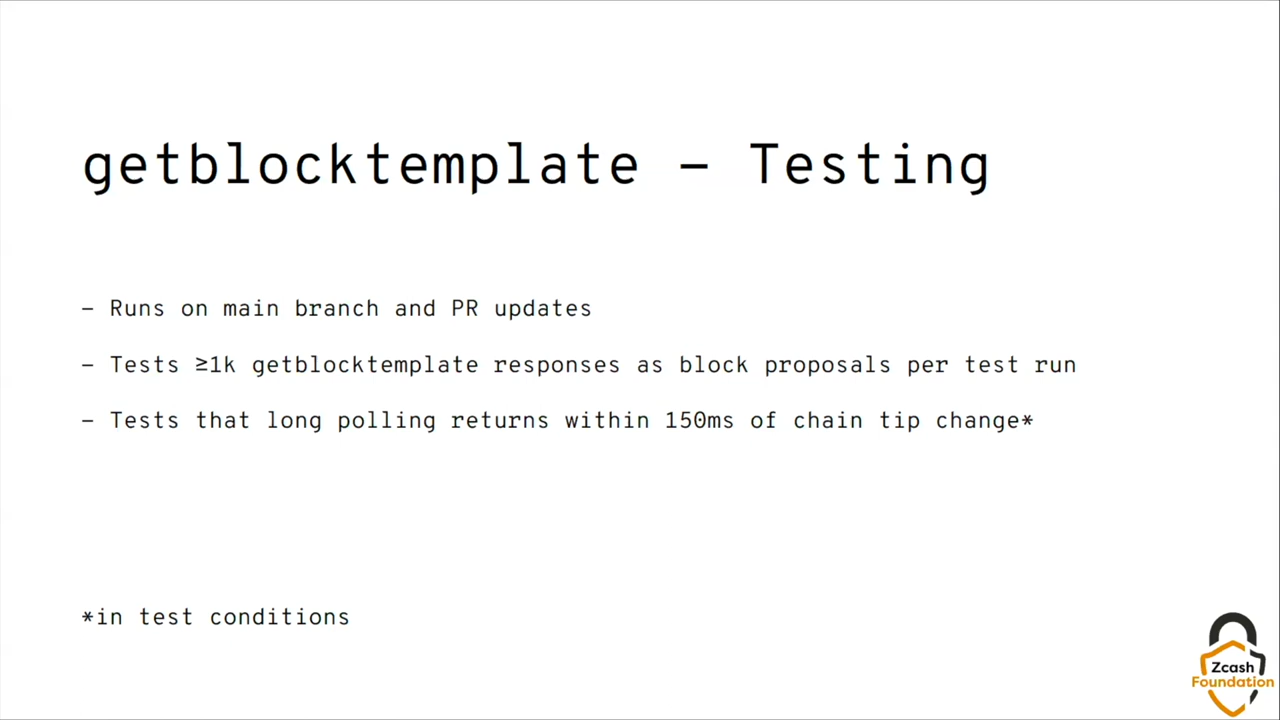 getblocktemplate - Testing
- Runs on main branch and PR updates
- Tests ≥1k getblocktemplate responses as block proposals per test run
- Tests that long polling returns within 150ms of chain tip change*
*in test conditions
Zcash
Foundation